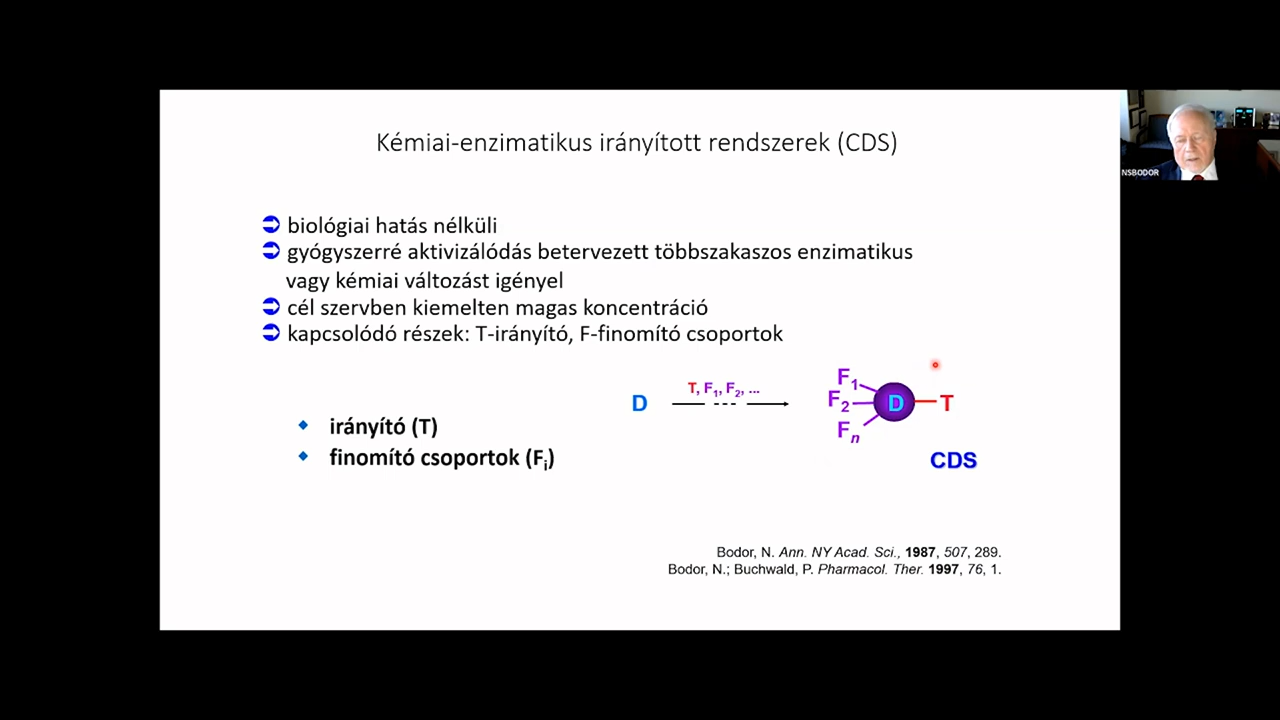 Kémiai-enzimatikus irányított rendszerek (CDS)
NSBODOR
biológiai hatás nélküli
gyógyszerré aktivizálódás betervezett többszakaszos enzimatikus
vagy kémiai változást igényel
cél szervben kiemelten magas koncentráció
kapcsolódó részek: T-irányító, F-finomító csoportok
irányító (T)
finomító csoportok (Fi)
D
T, F1, F2, ...
F1
F2
Fn
D
T
CDS
Bodor, N. Ann. NY Acad. Sci., 1987, 507, 289.
Bodor, N.; Buchwald, P. Pharmacol. Ther. 1997, 76, 1.